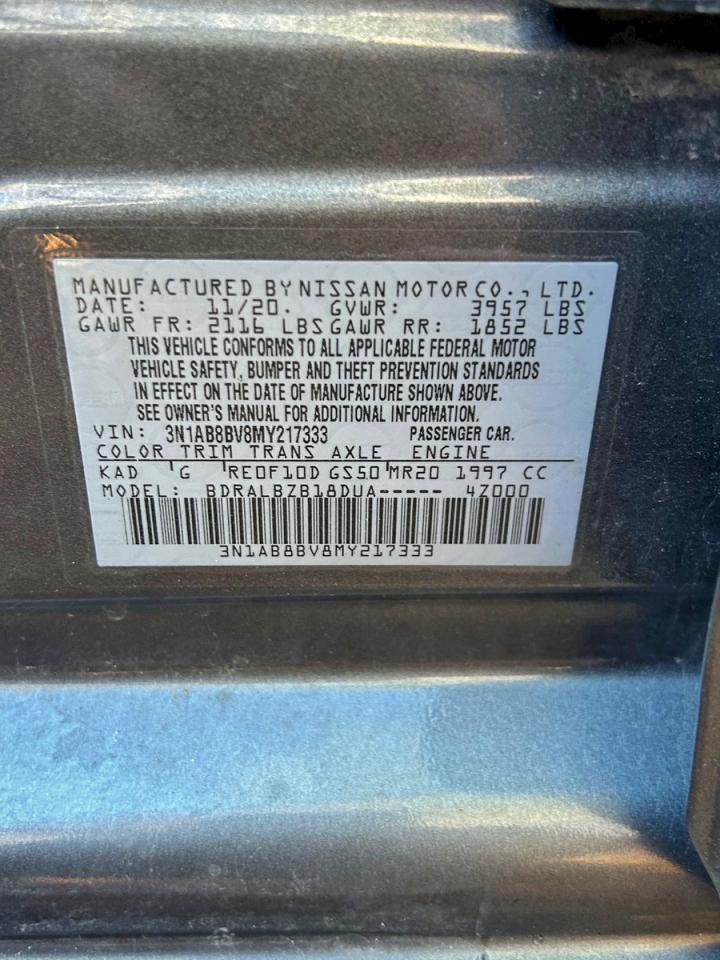 MANUFACTURED BY NISSAN MOTOR CO., LTD.
DATE: 11/20. GVWR: 3957 LBS
GAWR FR: 2116 LBS GAWR RR: 1852 LBS
THIS VEHICLE CONFORMS TO ALL APPLICABLE FEDERAL MOTOR
VEHICLE SAFETY, BUMPER AND THEFT PREVENTION STANDARDS
IN EFFECT ON THE DATE OF MANUFACTURE SHOWN ABOVE.
SEE OWNER'S MANUAL FOR ADDITIONAL INFORMATION.
VIN: 3N1AB8BV8MY217333 PASSENGER CAR.
COLOR TRIM TRANS AXLE ENGINE
KAD G RE0F10D GS50 MR20 1997 CC
MODEL: BDRALBZB18DUA----- 4Z000
3N1AB8BV8MY217333